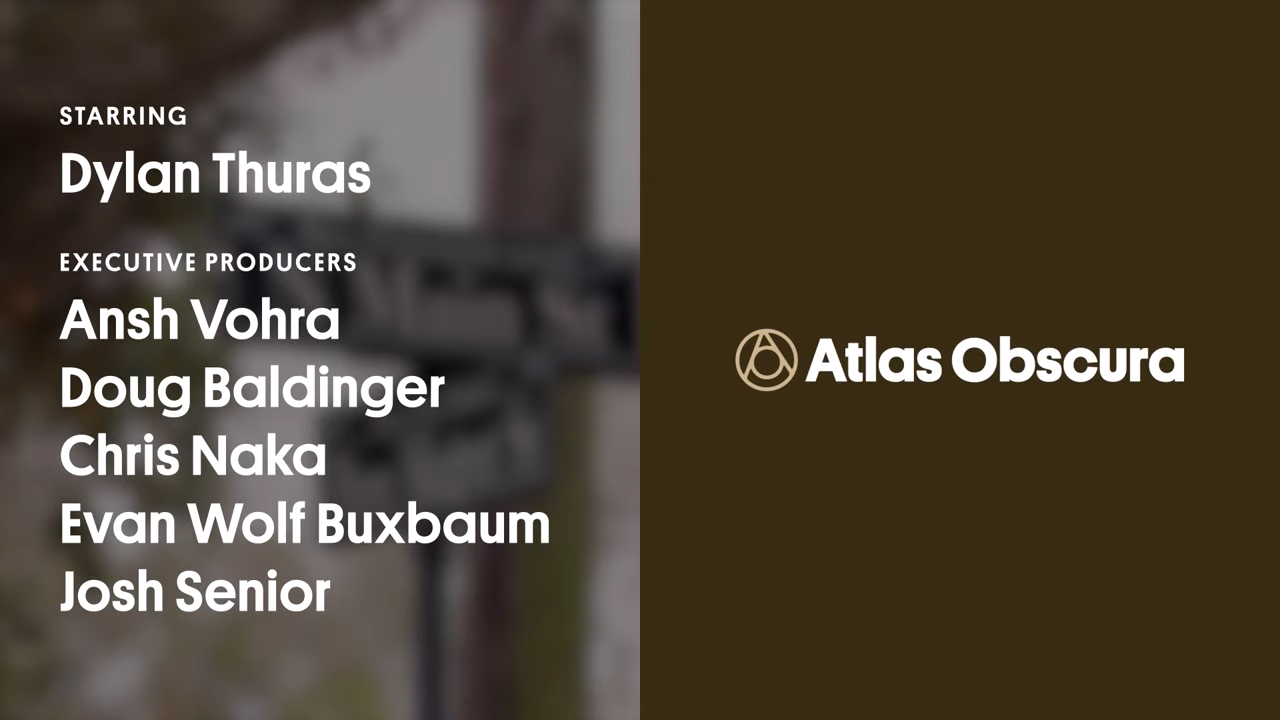 STARRING
Dylan Thuras
EXECUTIVE PRODUCERS
Ansh Vohra
Doug Baldinger
Chris Naka
Evan Wolf Buxbaum
Josh Senior
Atlas Obscura